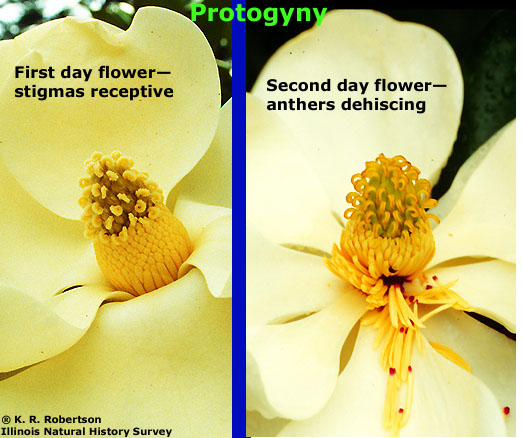 Protogyny
First day flower—
stigmas receptive
Second day flower—
anthers dehiscing
® K. R. Robertson
Illinois Natural History Survey